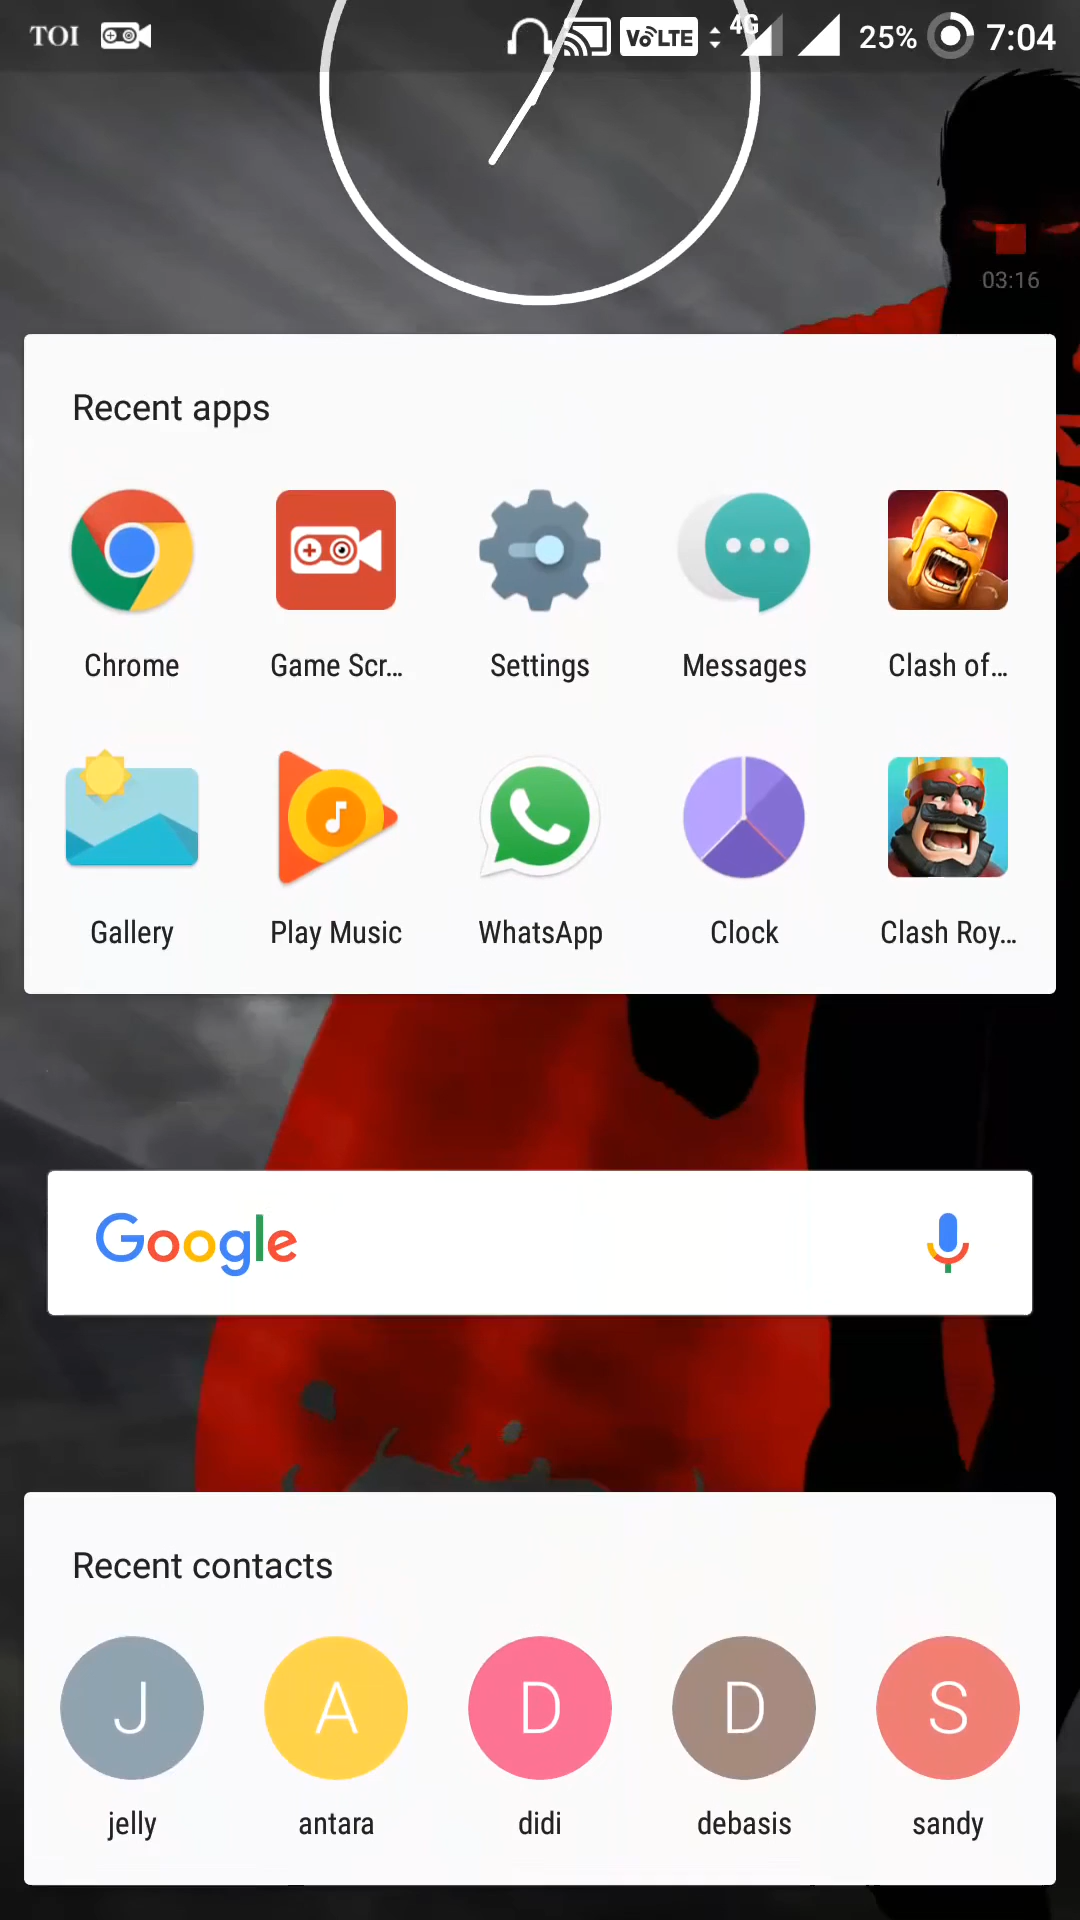 TOI VoLTE 4G 25% 7:04
03:16
Recent apps
Chrome Game Scr... Settings Messages Clash of...
Gallery Play Music WhatsApp Clock Clash Roy...
Google
Recent contacts
J A D D S
jelly antara didi debasis sandy